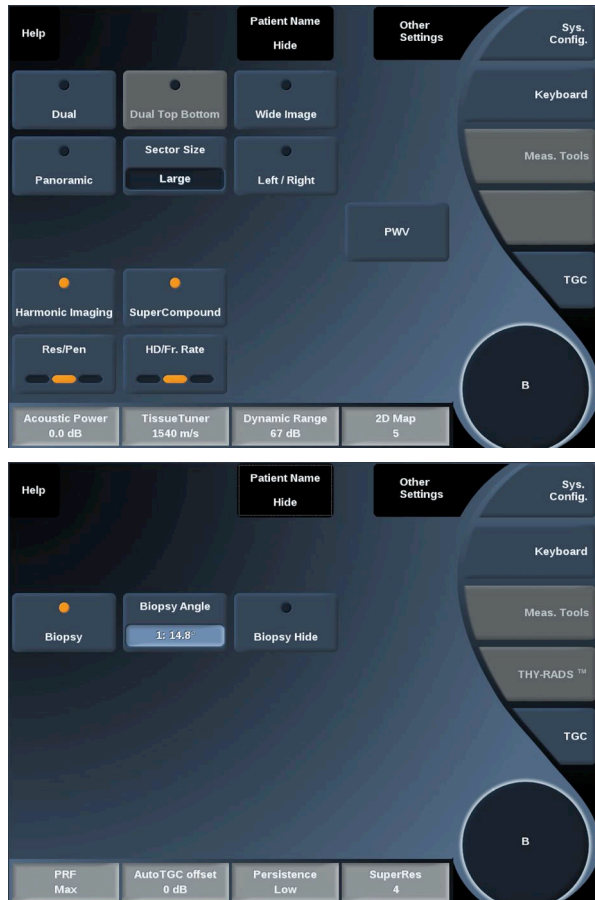 Help
Patient Name
Hide
Other
Settings
Sys.
Config.
Keyboard
Dual
Dual Top Bottom
Wide Image
Meas. Tools
Panoramic
Sector Size
Large
Left / Right
PWV
TGC
Harmonic Imaging
SuperCompound
Res/Pen
HD/Fr. Rate
B
Acoustic Power
0.0 dB
TissueTuner
1540 m/s
Dynamic Range
67 dB
2D Map
5
Help
Patient Name
Hide
Other
Settings
Sys.
Config.
Keyboard
Biopsy
Biopsy Angle
1: 14.8°
Biopsy Hide
Meas. Tools
THY-RADS ™
TGC
B
PRF
Max
AutoTGC offset
0 dB
Persistence
Low
SuperRes
4